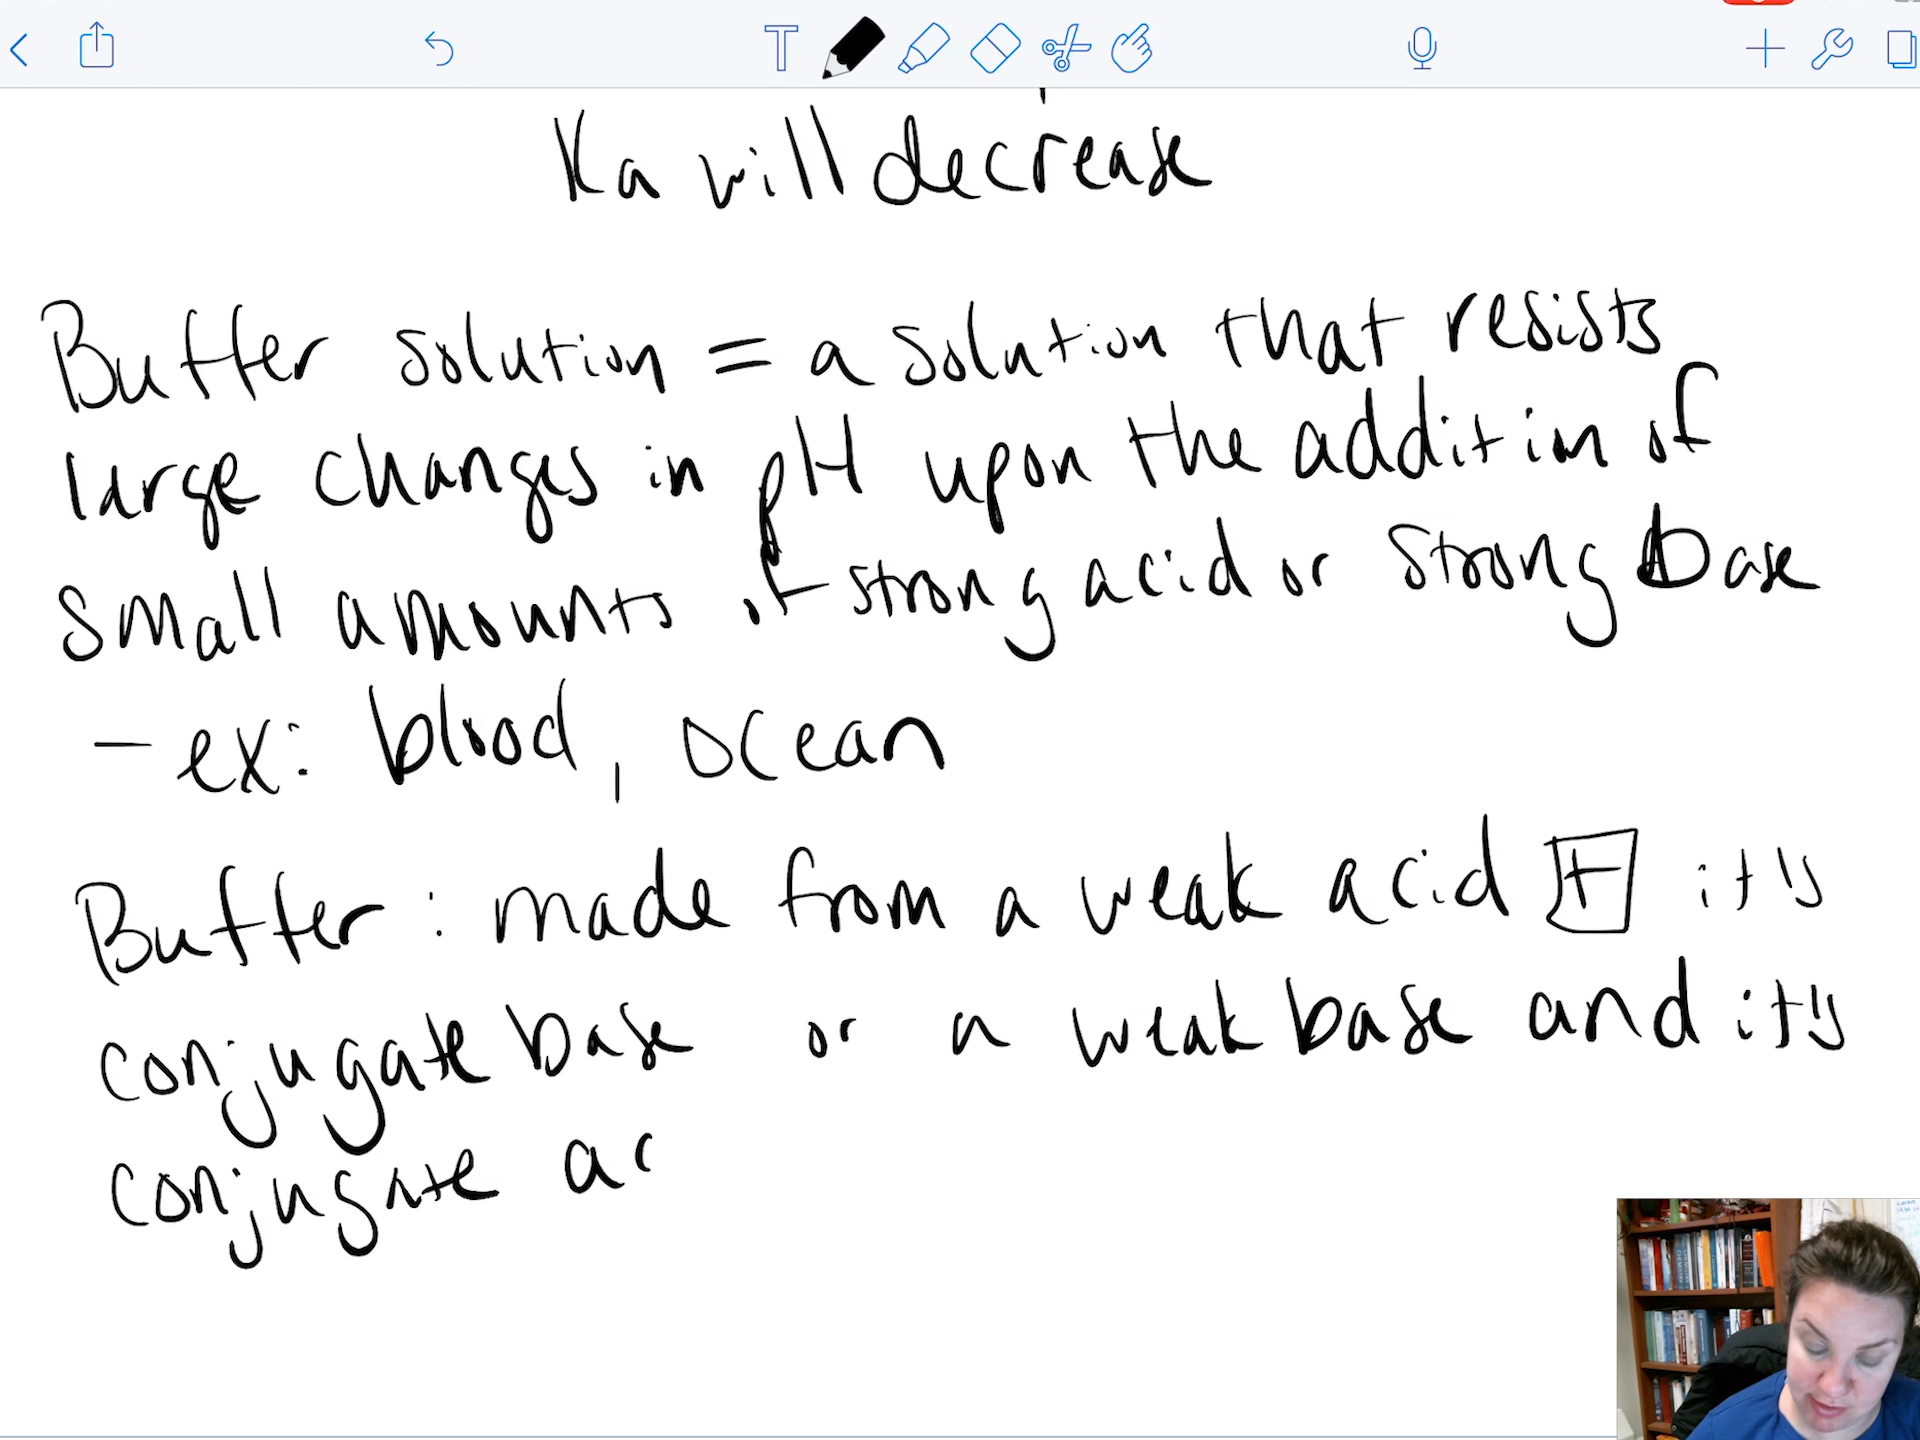 Ka will decrease
Buffer solution = a solution that resists
large changes in pH upon the addition of
small amounts of strong acid or strong base
- ex: blood, ocean
Buffer: made from a weak acid + it's
conjugate base or a weak base and it's
conjugate ac